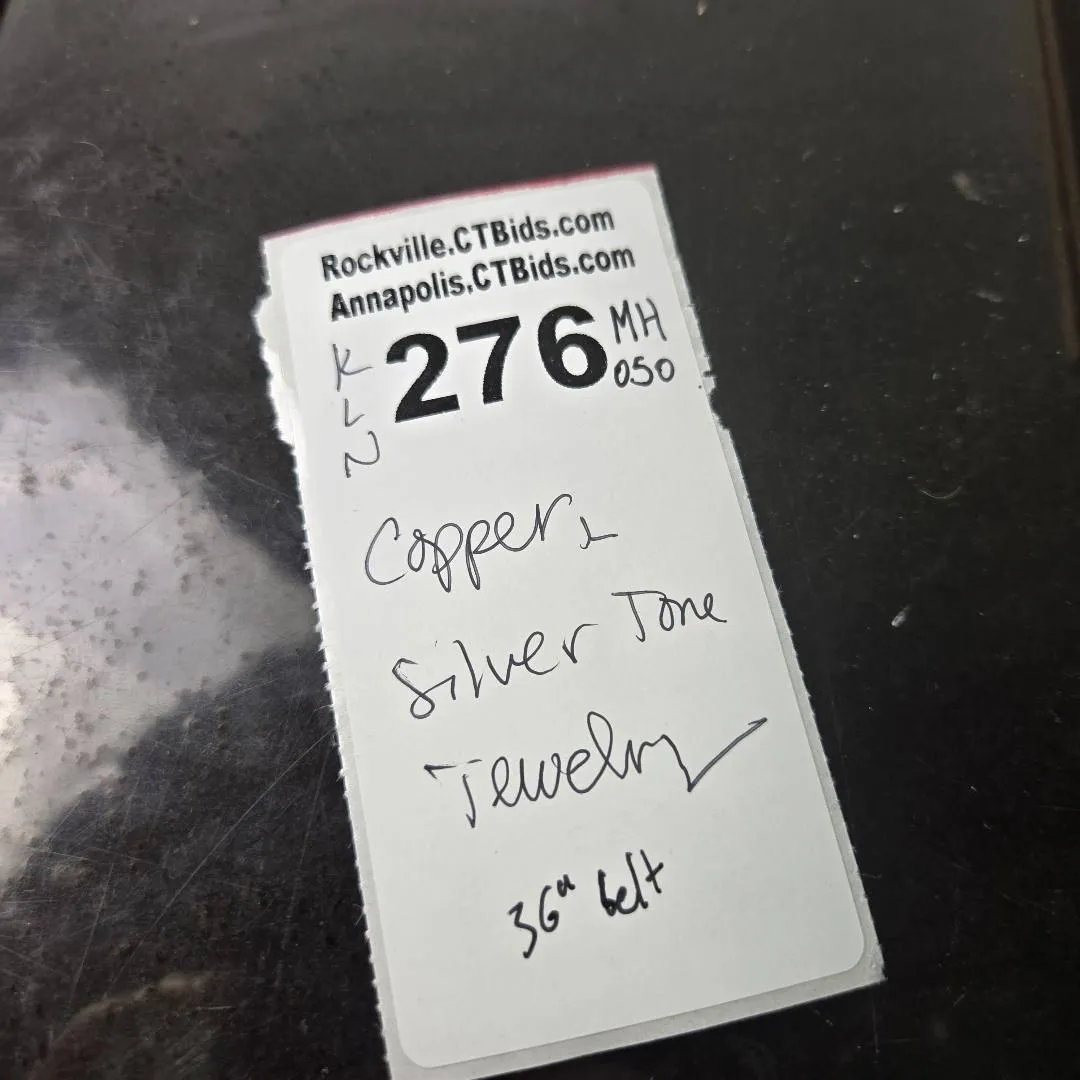 Rockville.CTBids.com
Annapolis.CTBids.com
K 276 MH
L 050
N
Copper &
Silver Tone
Jewelry
36" belt